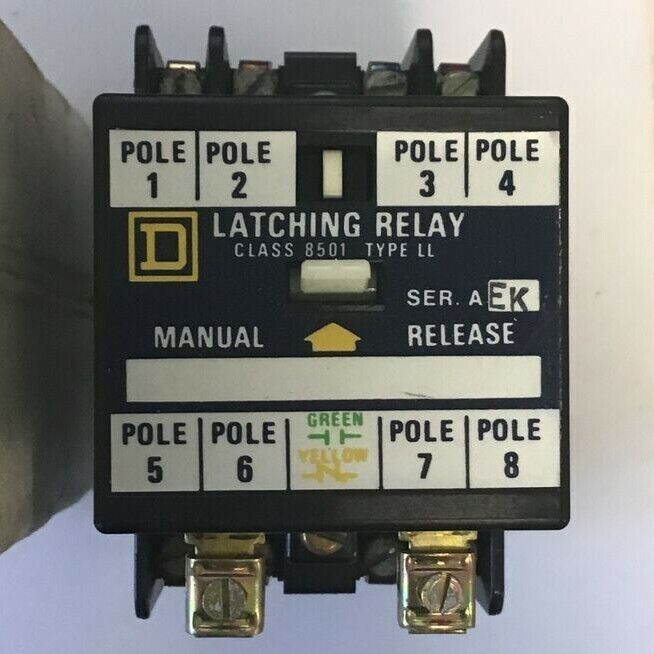 POLE 1 POLE 2 POLE 3 POLE 4
D LATCHING RELAY
CLASS 8501 TYPE LL
SER. A EK
MANUAL RELEASE
POLE 5 POLE 6 GREEN YELLOW POLE 7 POLE 8